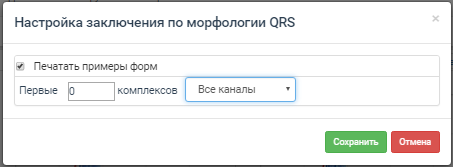 Настройка заключения по морфологии QRS ×
Печатать примеры форм
Первые 0 комплексов Все каналы
Сохранить Отмена